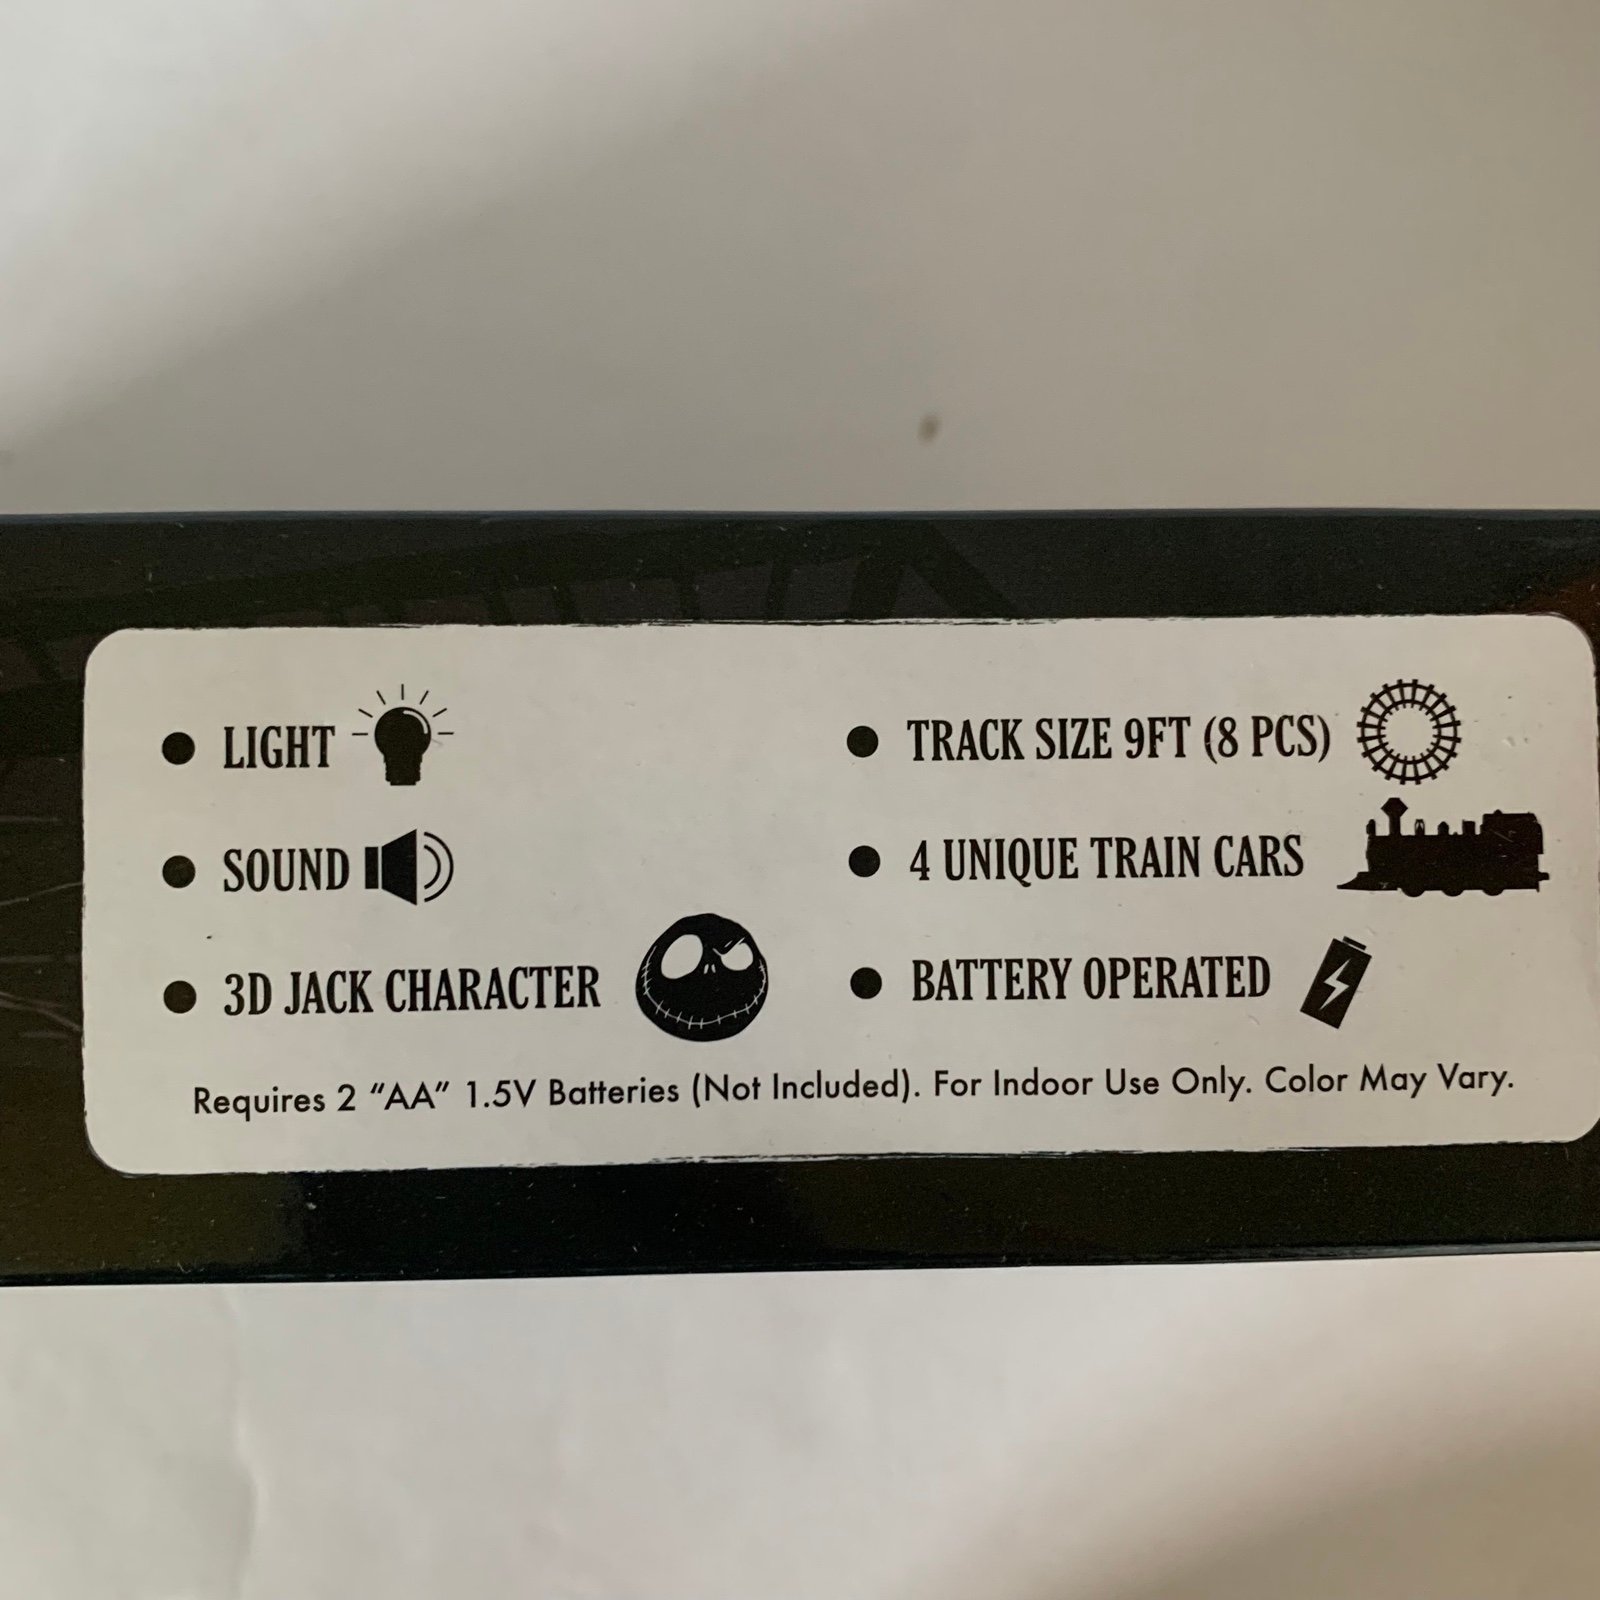 LIGHT
SOUND
3D JACK CHARACTER
TRACK SIZE 9FT (8 PCS)
4 UNIQUE TRAIN CARS
BATTERY OPERATED
Requires 2 “AA” 1.5V Batteries (Not Included). For Indoor Use Only. Color May Vary.